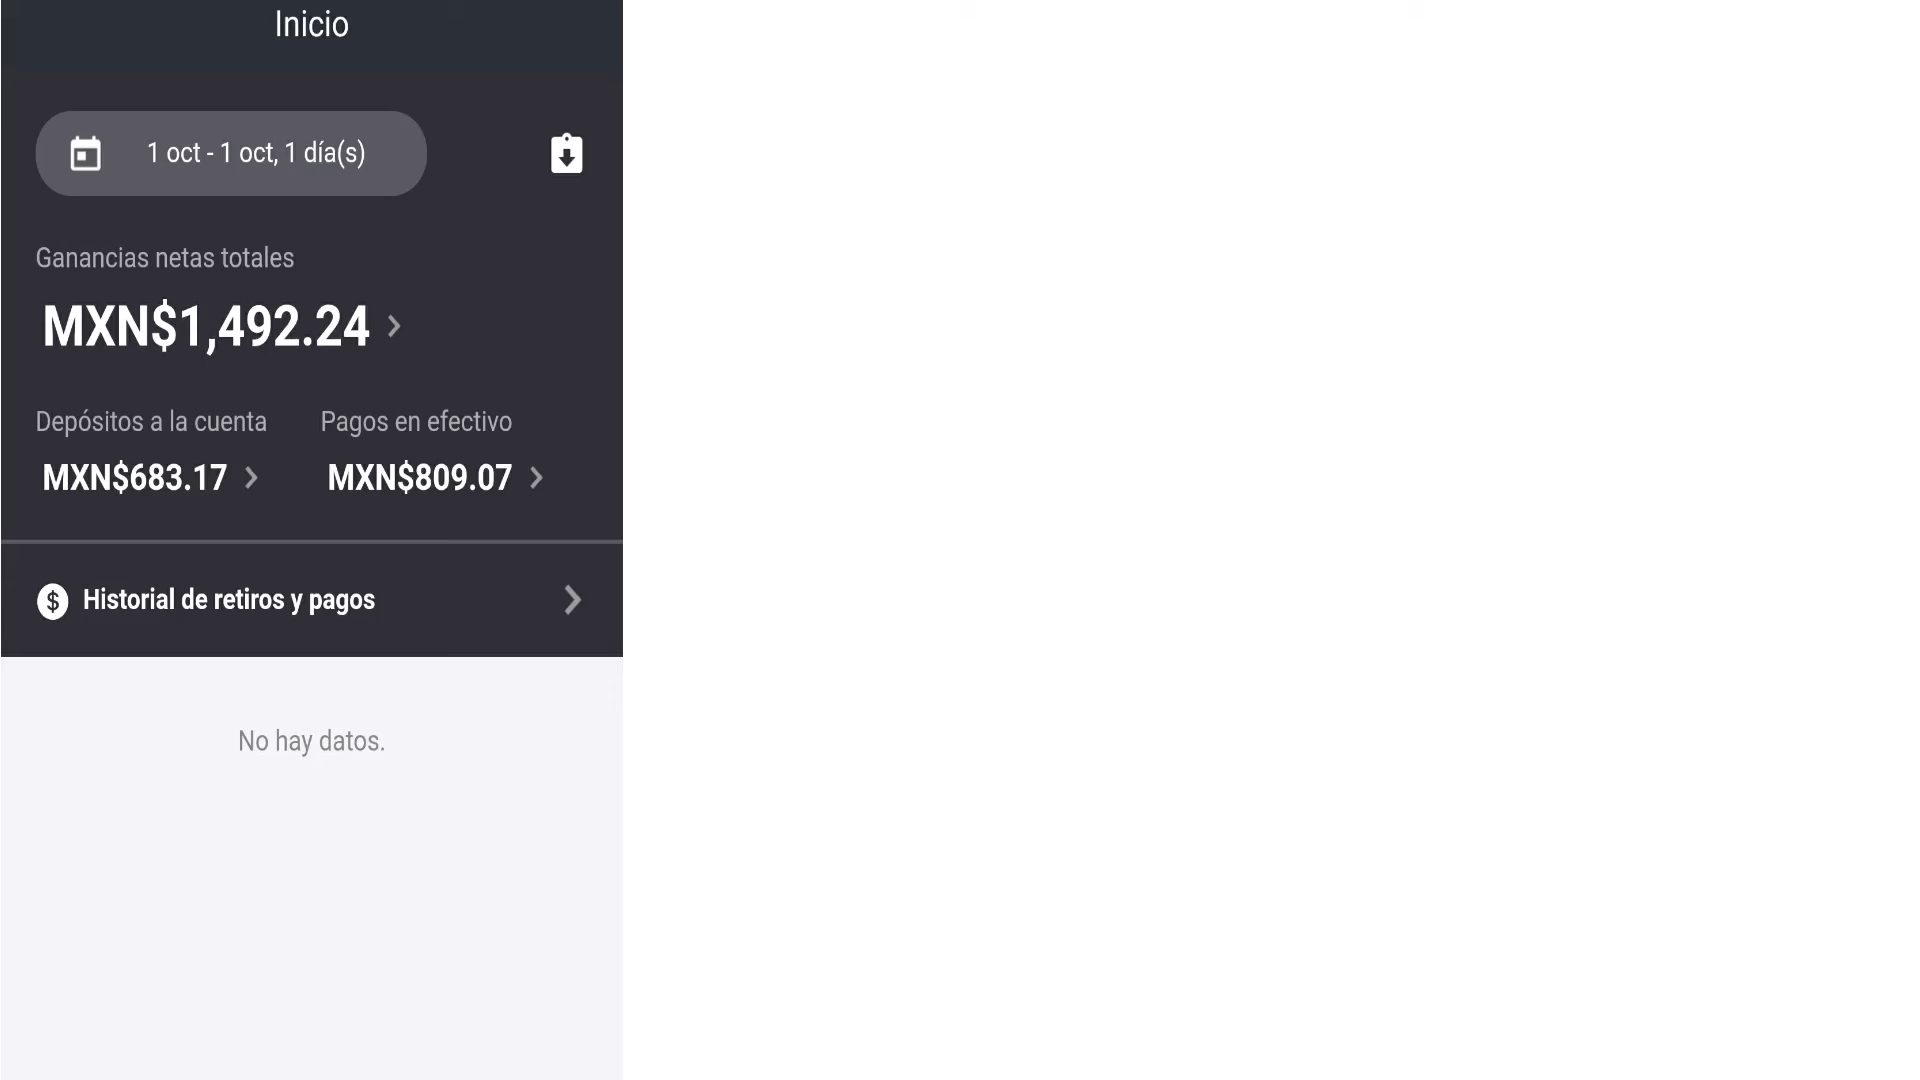 Inicio
1 oct - 1 oct, 1 día(s)
Ganancias netas totales
MXN$1,492.24
Depósitos a la cuenta
Pagos en efectivo
MXN$683.17
MXN$809.07
$ Historial de retiros y pagos
No hay datos.